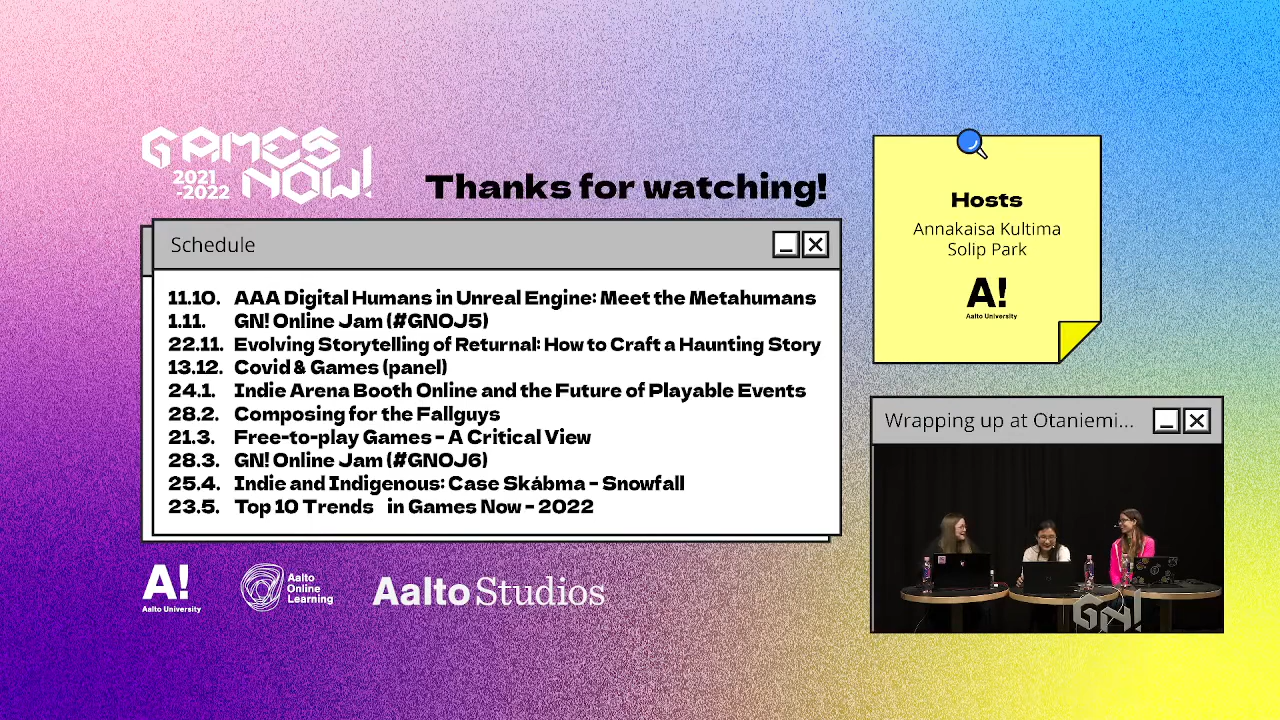 GAMES NOW!
2021
-2022
Thanks for watching!
Schedule
11.10. AAA Digital Humans in Unreal Engine: Meet the Metahumans
1.11. GN! Online Jam (#GNOJ5)
22.11. Evolving Storytelling of Returnal: How to Craft a Haunting Story
13.12. Covid & Games (panel)
24.1. Indie Arena Booth Online and the Future of Playable Events
28.2. Composing for the Fallguys
21.3. Free-to-play Games – A Critical View
28.3. GN! Online Jam (#GNOJ6)
25.4. Indie and Indigenous: Case Skábma – Snowfall
23.5. Top 10 Trends in Games Now – 2022
A!
Aalto University
Aalto
Online
Learning
Aalto Studios
Hosts
Annakaisa Kultima
Solip Park
A!
Aalto University
Wrapping up at Otaniemi...
GN!